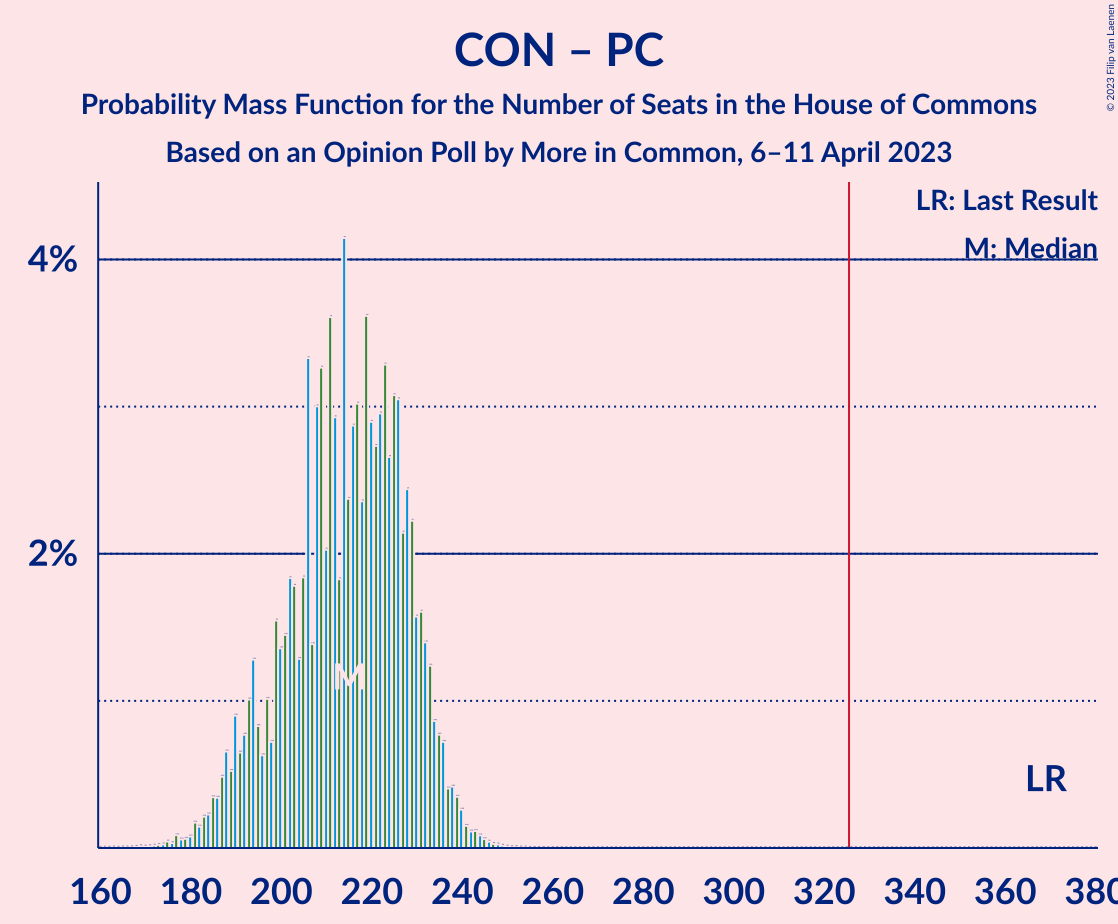 CON – PC
Probability Mass Function for the Number of Seats in the House of Commons
Based on an Opinion Poll by More in Common, 6–11 April 2023
© 2023 Filip van Laenen
LR: Last Result
M: Median
4%
2%
M
LR
160 180 200 220 240 260 280 300 320 340 360 380